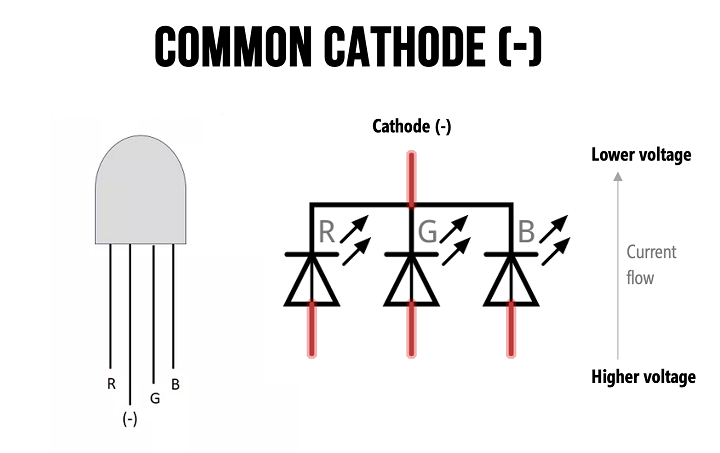 COMMON CATHODE (-)
Cathode (-)
Lower voltage
R
G
B
Current
flow
Higher voltage
R
(-)
G
B